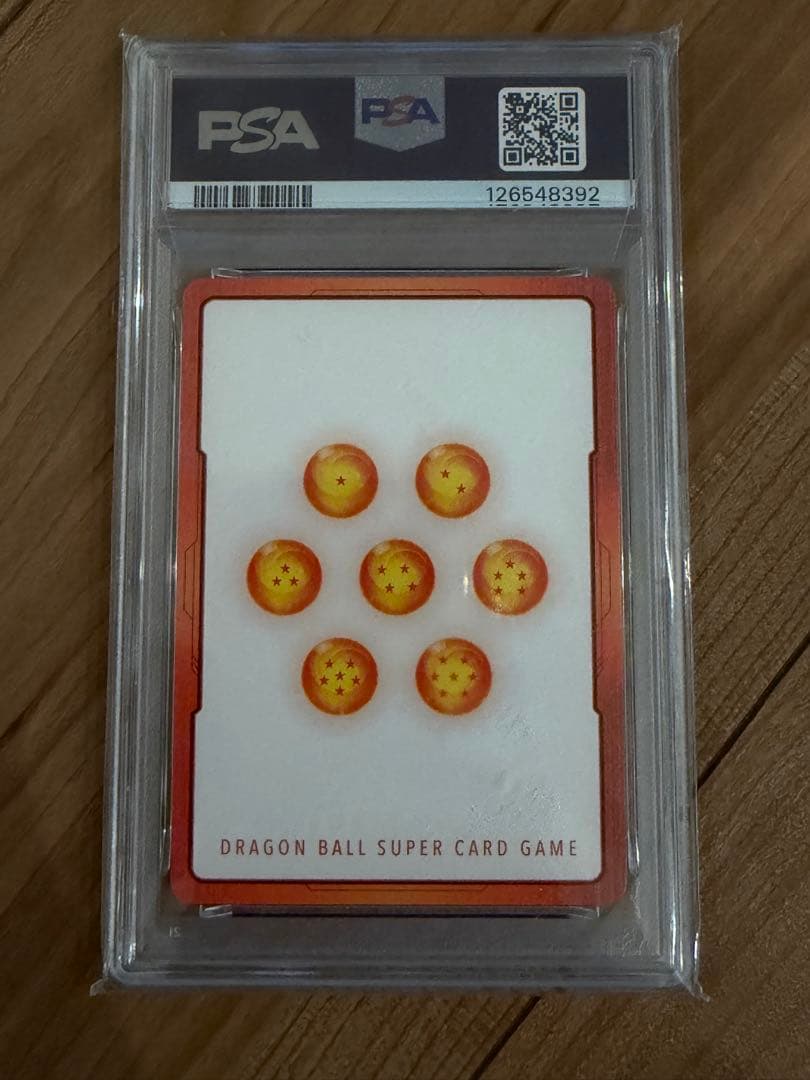 PSA
PSA
126548392
DRAGON BALL SUPER CARD GAME